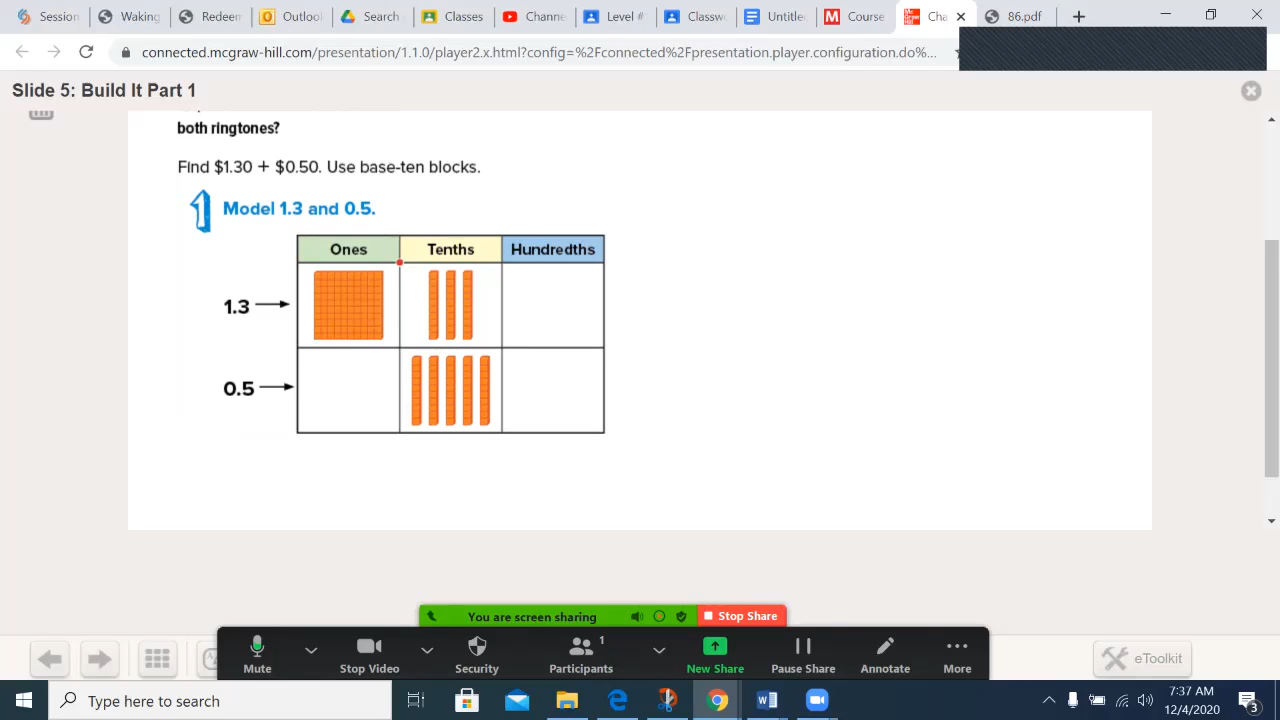 Session
Waking
Screen
Outloo
Search
Classes
Channe
Level
Classw
Untitle
Course
Cha
86.pdf
connected.mcgraw-hill.com/presentation/1.1.0/player2.x.html?config=%2Fconnected%2Fpresentation.player.configuration.do%...
Slide 5: Build It Part 1
both ringtones?
Find $1.30 + $0.50. Use base-ten blocks.
1 Model 1.3 and 0.5.
Ones Tenths Hundredths
1.3
0.5
You are screen sharing Stop Share
Mute Stop Video Security Participants 1 New Share Pause Share Annotate More
eToolkit
Type here to search
7:37 AM
12/4/2020
3